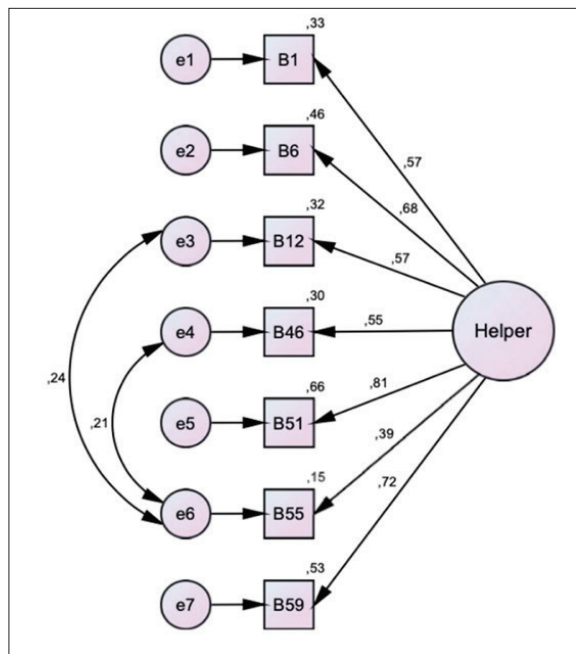 ,33
e1 B1
,57
,46
e2 B6
,68
,32
e3 B12
,57
,30
e4 B46 ,55 Helper
,24
,21
,66
e5 B51 ,81
,39
,15
e6 B55 ,72
,53
e7 B59